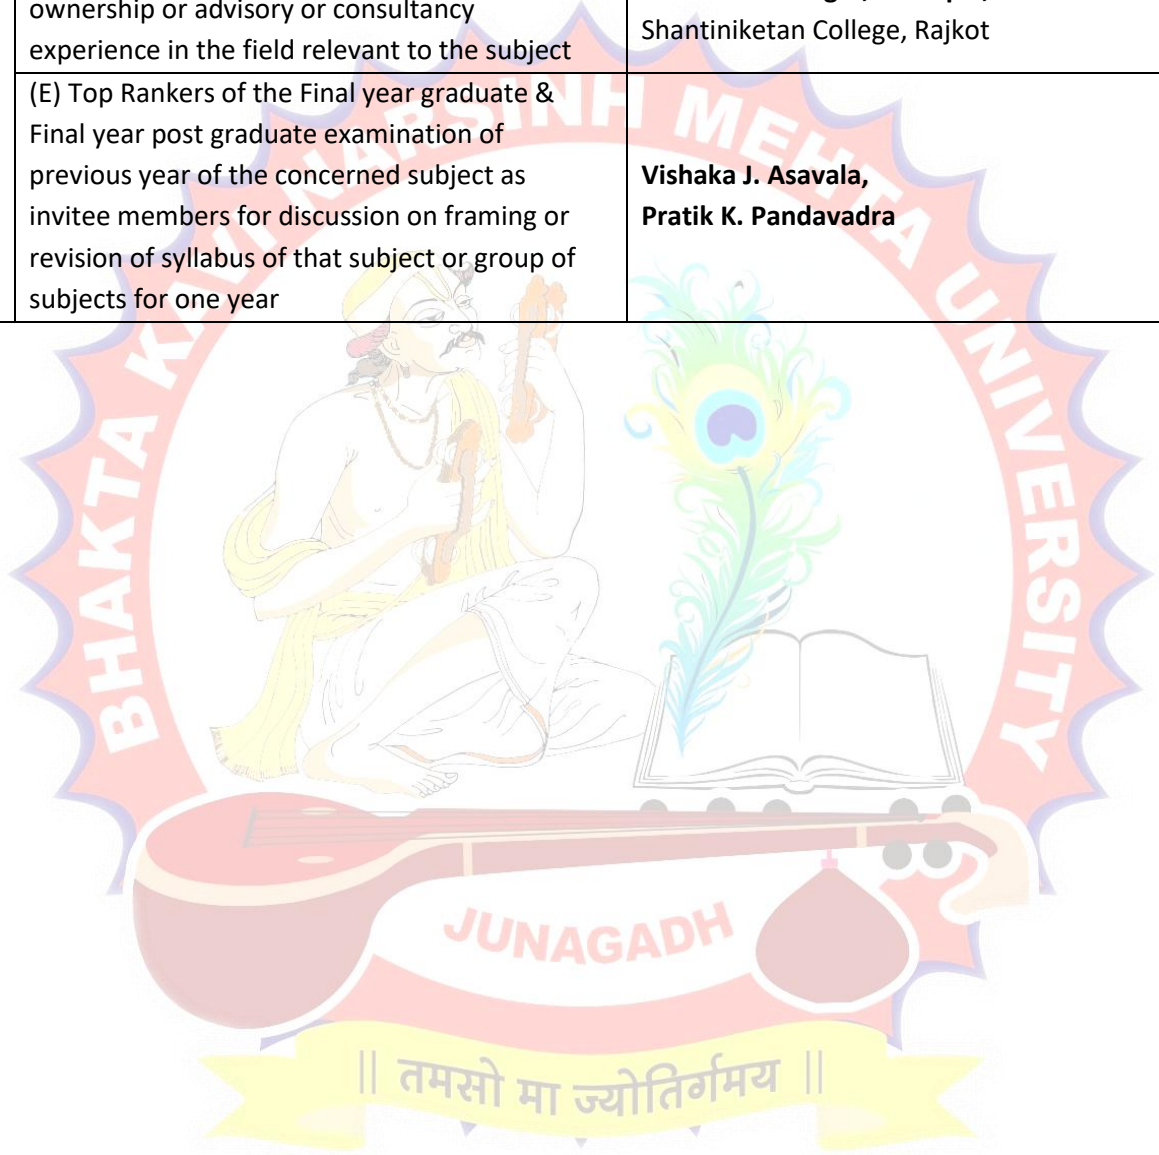 ownership or advisory or consultancy
experience in the field relevant to the subject
Shantiniketan College, Rajkot
(E) Top Rankers of the Final year graduate &
Final year post graduate examination of
previous year of the concerned subject as
invitee members for discussion on framing or
revision of syllabus of that subject or group of
subjects for one year
Vishaka J. Asavala,
Pratik K. Pandavadra
BHAKTA KAVI NARSINH MEHTA UNIVERSITY
JUNAGADH
|| तमसो मा ज्योतिर्गमय ||